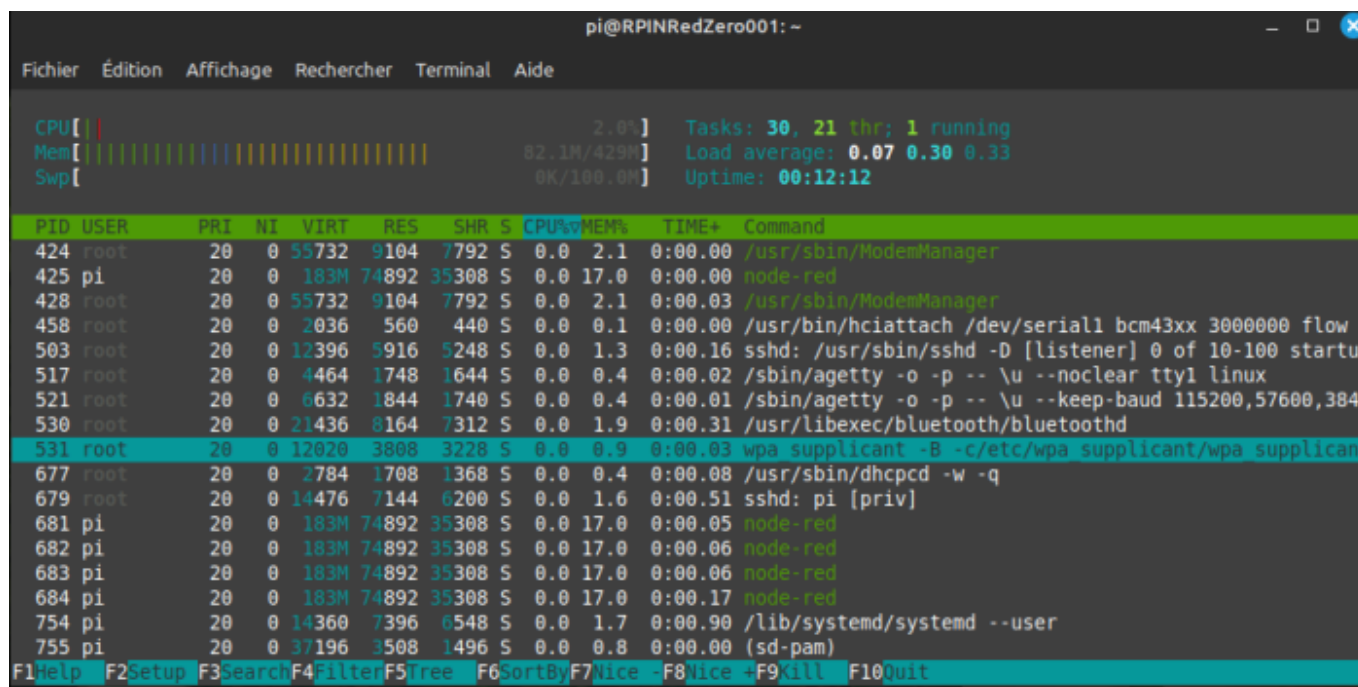 pi@RPINRedZero001: ~
Fichier Édition Affichage Rechercher Terminal Aide
CPU[|| 2.0%] Tasks: 30, 21 thr; 1 running
Mem[|||||||||||||||||||||||||||||| 82.1M/429M] Load average: 0.07 0.30 0.33
Swp[ 0K/100.0M] Uptime: 00:12:12
PID USER PRI NI VIRT RES SHR S CPU%▽MEM% TIME+ Command
424 root 20 0 55732 9104 7792 S 0.0 2.1 0:00.00 /usr/sbin/ModemManager
425 pi 20 0 183M 74892 35308 S 0.0 17.0 0:00.00 node-red
428 root 20 0 55732 9104 7792 S 0.0 2.1 0:00.03 /usr/sbin/ModemManager
458 root 20 0 2036 560 440 S 0.0 0.1 0:00.00 /usr/bin/hciattach /dev/serial1 bcm43xx 3000000 flow
503 root 20 0 12396 5916 5248 S 0.0 1.3 0:00.16 sshd: /usr/sbin/sshd -D [listener] 0 of 10-100 startu
517 root 20 0 4464 1748 1644 S 0.0 0.4 0:00.02 /sbin/agetty -o -p -- \u --noclear tty1 linux
521 root 20 0 6632 1844 1740 S 0.0 0.4 0:00.01 /sbin/agetty -o -p -- \u --keep-baud 115200,57600,384
530 root 20 0 21436 8164 7312 S 0.0 1.9 0:00.31 /usr/libexec/bluetooth/bluetoothd
531 root 20 0 12020 3808 3228 S 0.0 0.9 0:00.03 wpa_supplicant -B -c/etc/wpa_supplicant/wpa_supplican
677 root 20 0 2784 1708 1368 S 0.0 0.4 0:00.08 /usr/sbin/dhcpcd -w -q
679 root 20 0 14476 7144 6200 S 0.0 1.6 0:00.51 sshd: pi [priv]
681 pi 20 0 183M 74892 35308 S 0.0 17.0 0:00.05 node-red
682 pi 20 0 183M 74892 35308 S 0.0 17.0 0:00.06 node-red
683 pi 20 0 183M 74892 35308 S 0.0 17.0 0:00.06 node-red
684 pi 20 0 183M 74892 35308 S 0.0 17.0 0:00.17 node-red
754 pi 20 0 14360 7396 6548 S 0.0 1.7 0:00.90 /lib/systemd/systemd --user
755 pi 20 0 37196 3508 1496 S 0.0 0.8 0:00.00 (sd-pam)
F1Help F2Setup F3SearchF4FilterF5Tree F6SortByF7Nice -F8Nice +F9Kill F10Quit